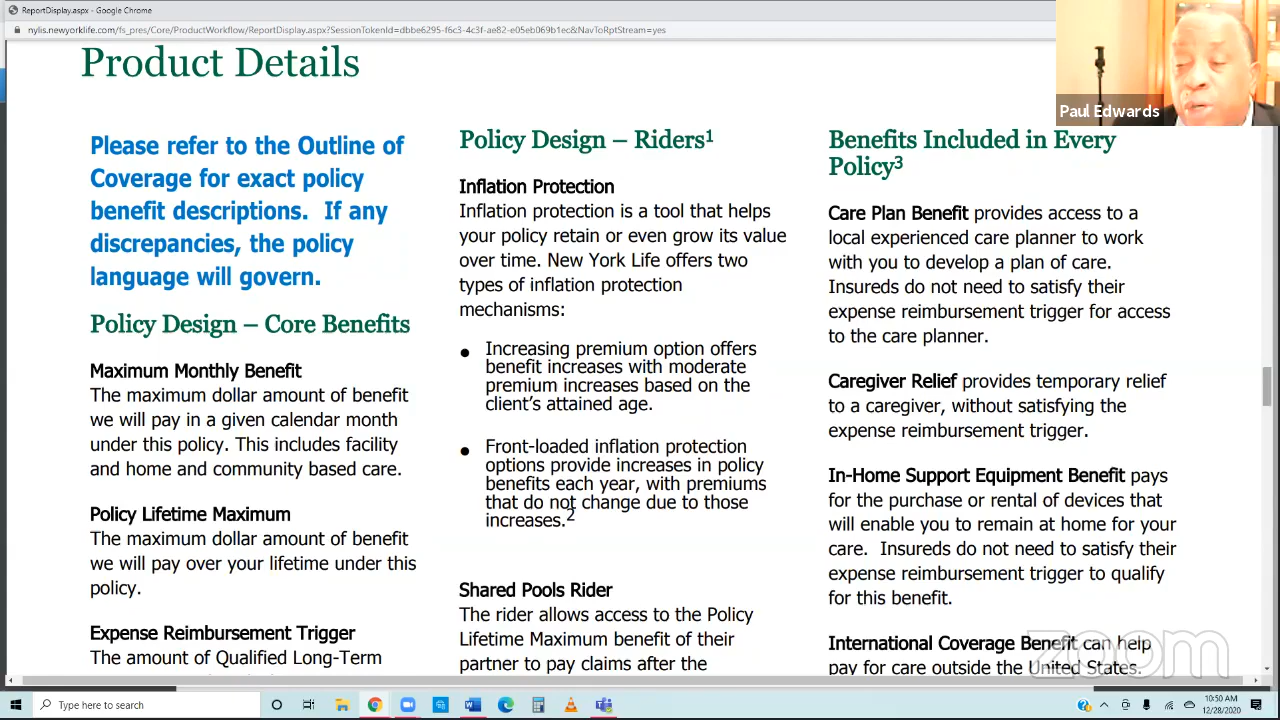 ReportDisplay.aspx - Google Chrome
nylis.newyorklife.com/fs_pres/Core/ProductWorkflow/ReportDisplay.aspx?SessionTokenId=dbbe6295-f6c3-4c3f-ae82-e05eb069b1ec&NavToRptStream=yes
Paul Edwards
Product Details
Please refer to the Outline of
Coverage for exact policy
benefit descriptions. If any
discrepancies, the policy
language will govern.
Policy Design – Core Benefits
Maximum Monthly Benefit
The maximum dollar amount of benefit
we will pay in a given calendar month
under this policy. This includes facility
and home and community based care.
Policy Lifetime Maximum
The maximum dollar amount of benefit
we will pay over your lifetime under this
policy.
Expense Reimbursement Trigger
The amount of Qualified Long-Term
Policy Design – Riders¹
Inflation Protection
Inflation protection is a tool that helps
your policy retain or even grow its value
over time. New York Life offers two
types of inflation protection
mechanisms:
● Increasing premium option offers
benefit increases with moderate
premium increases based on the
client's attained age.
● Front-loaded inflation protection
options provide increases in policy
benefits each year, with premiums
that do not change due to those
increases.²
Shared Pools Rider
The rider allows access to the Policy
Lifetime Maximum benefit of their
partner to pay claims after the
Benefits Included in Every
Policy³
Care Plan Benefit provides access to a
local experienced care planner to work
with you to develop a plan of care.
Insureds do not need to satisfy their
expense reimbursement trigger for access
to the care planner.
Caregiver Relief provides temporary relief
to a caregiver, without satisfying the
expense reimbursement trigger.
In-Home Support Equipment Benefit pays
for the purchase or rental of devices that
will enable you to remain at home for your
care. Insureds do not need to satisfy their
expense reimbursement trigger to qualify
for this benefit.
International Coverage Benefit can help
pay for care outside the United States.
zoom
Type here to search
10:50 AM
12/28/2020